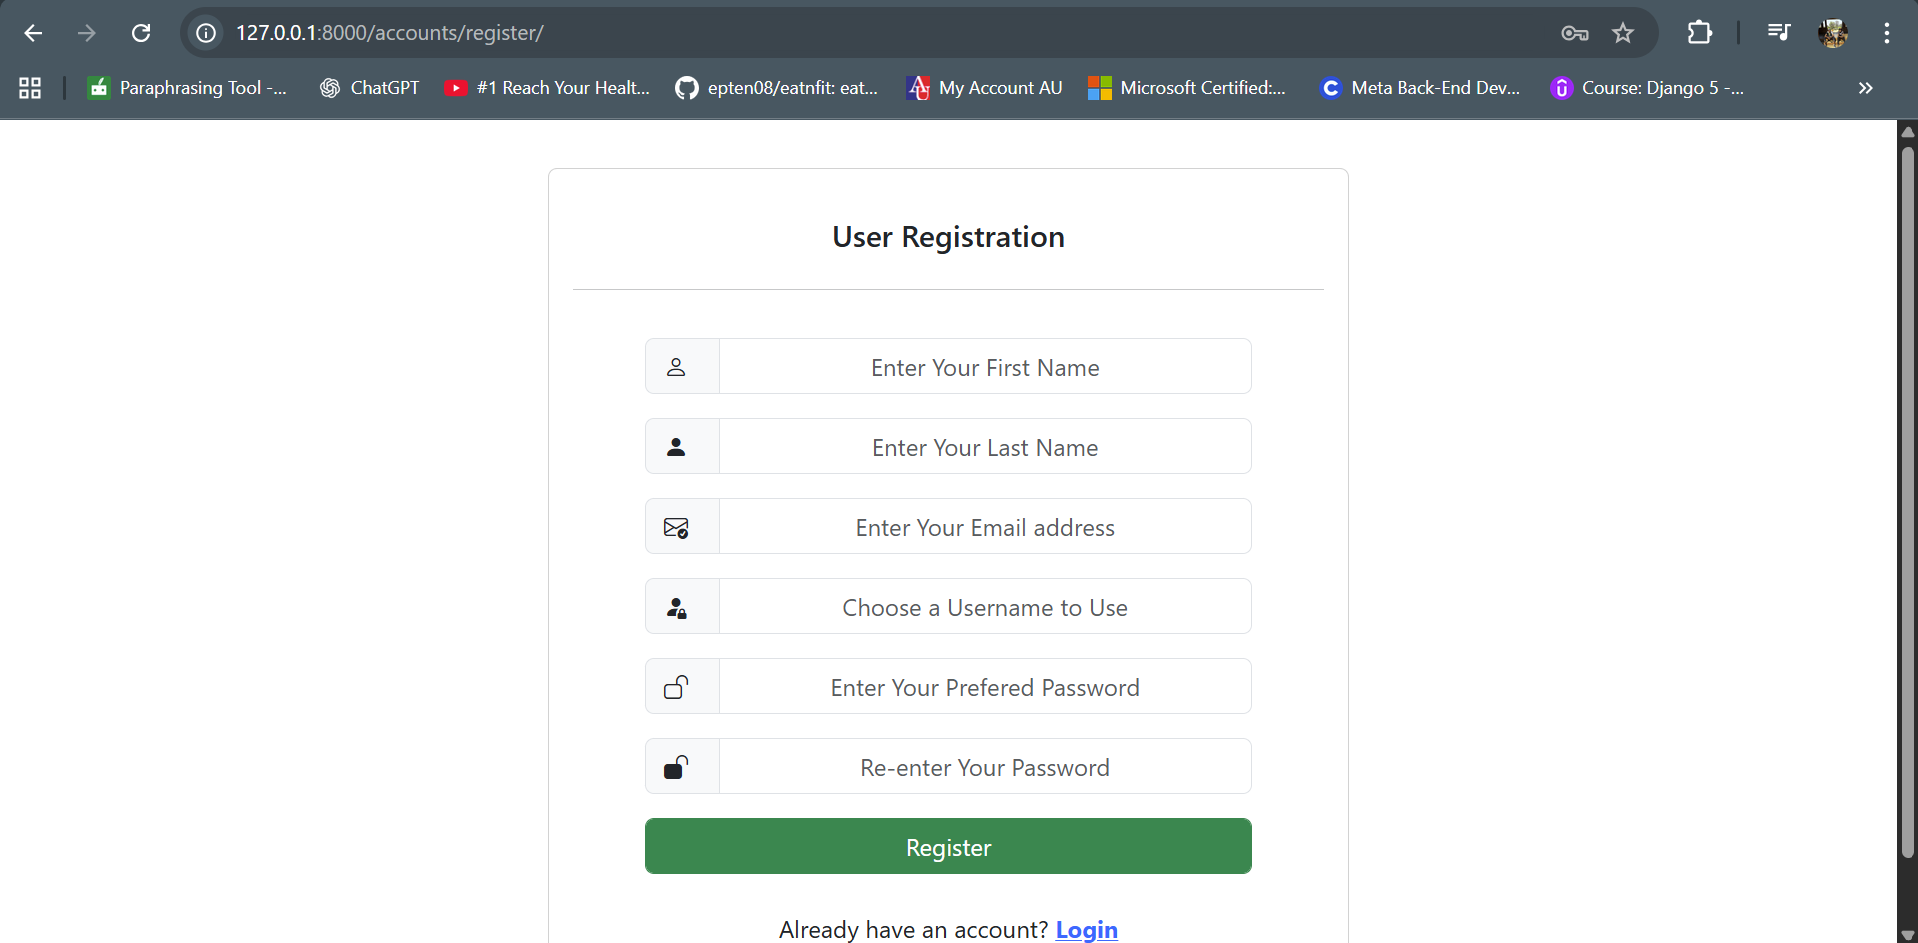 127.0.0.1:8000/accounts/register/
Paraphrasing Tool -... ChatGPT #1 Reach Your Healt... epten08/eatnfit: eat... My Account AU Microsoft Certified:... Meta Back-End Dev... Course: Django 5 -...
User Registration
Enter Your First Name
Enter Your Last Name
Enter Your Email address
Choose a Username to Use
Enter Your Prefered Password
Re-enter Your Password
Register
Already have an account? Login